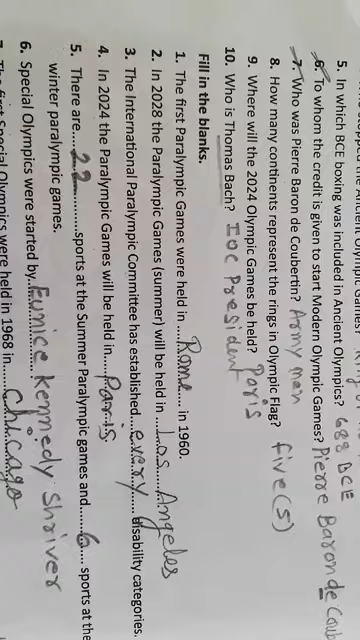 5. In which BCE boxing was included in Ancient Olympics? 688 BCE
6. To whom the credit is given to start Modern Olympic Games? Pierre Baron de Coub
7. Who was Pierre Baron de Coubertin? Army men
8. How many continents represent the rings in Olympic Flag? five (5)
9. Where will the 2024 Olympic Games be held? Paris
10. Who is Thomas Bach? IOC President
Fill in the blanks.
1. The first Paralympic Games were held in....Rome.... in 1960.
2. In 2028 the Paralympic Games (summer) will be held in....Los Angeles
3. The International Paralympic Committee has established...every....disability categories.
4. In 2024 the Paralympic Games will be held in....Paris....
5. There are....22....sports at the Summer Paralympic games and.....6.... sports at the
winter paralympic games.
6. Special Olympics were started by..Eunice Kennedy Shriver
7. The first Special Olympics were held in 1968 in....Chicago